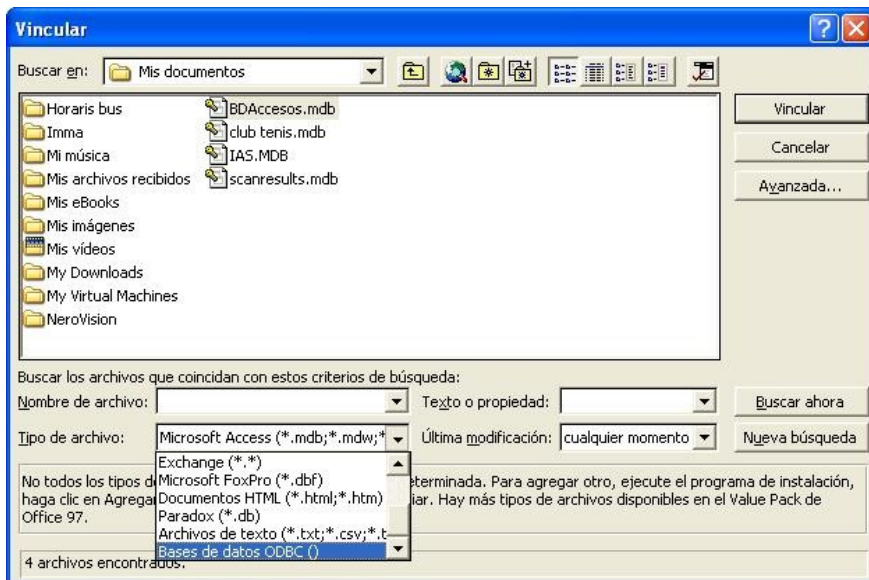 Vincular
Buscar en: Mis documentos
Horaris bus
Imma
Mi música
Mis archivos recibidos
Mis eBooks
Mis imágenes
Mis vídeos
My Downloads
My Virtual Machines
NeroVision
BDAccesos.mdb
club tenis.mdb
IAS.MDB
scanresults.mdb
Vincular
Cancelar
Avanzada...
Buscar los archivos que coincidan con estos criterios de búsqueda:
Nombre de archivo: Texto o propiedad: Buscar ahora
Tipo de archivo: Microsoft Access (*.mdb;*.mdw;* Última modificación: cualquier momento Nueva búsqueda
Exchange (*.*)
Microsoft FoxPro (*.dbf)
Documentos HTML (*.html;*.htm)
Paradox (*.db)
Archivos de texto (*.txt;*.csv;*.t
Bases de datos ODBC ()
No todos los tipos d eterminada. Para agregar otro, ejecute el programa de instalación,
haga clic en Agregar iar. Hay más tipos de archivos disponibles en el Value Pack de
Office 97.
4 archivos encontrados.